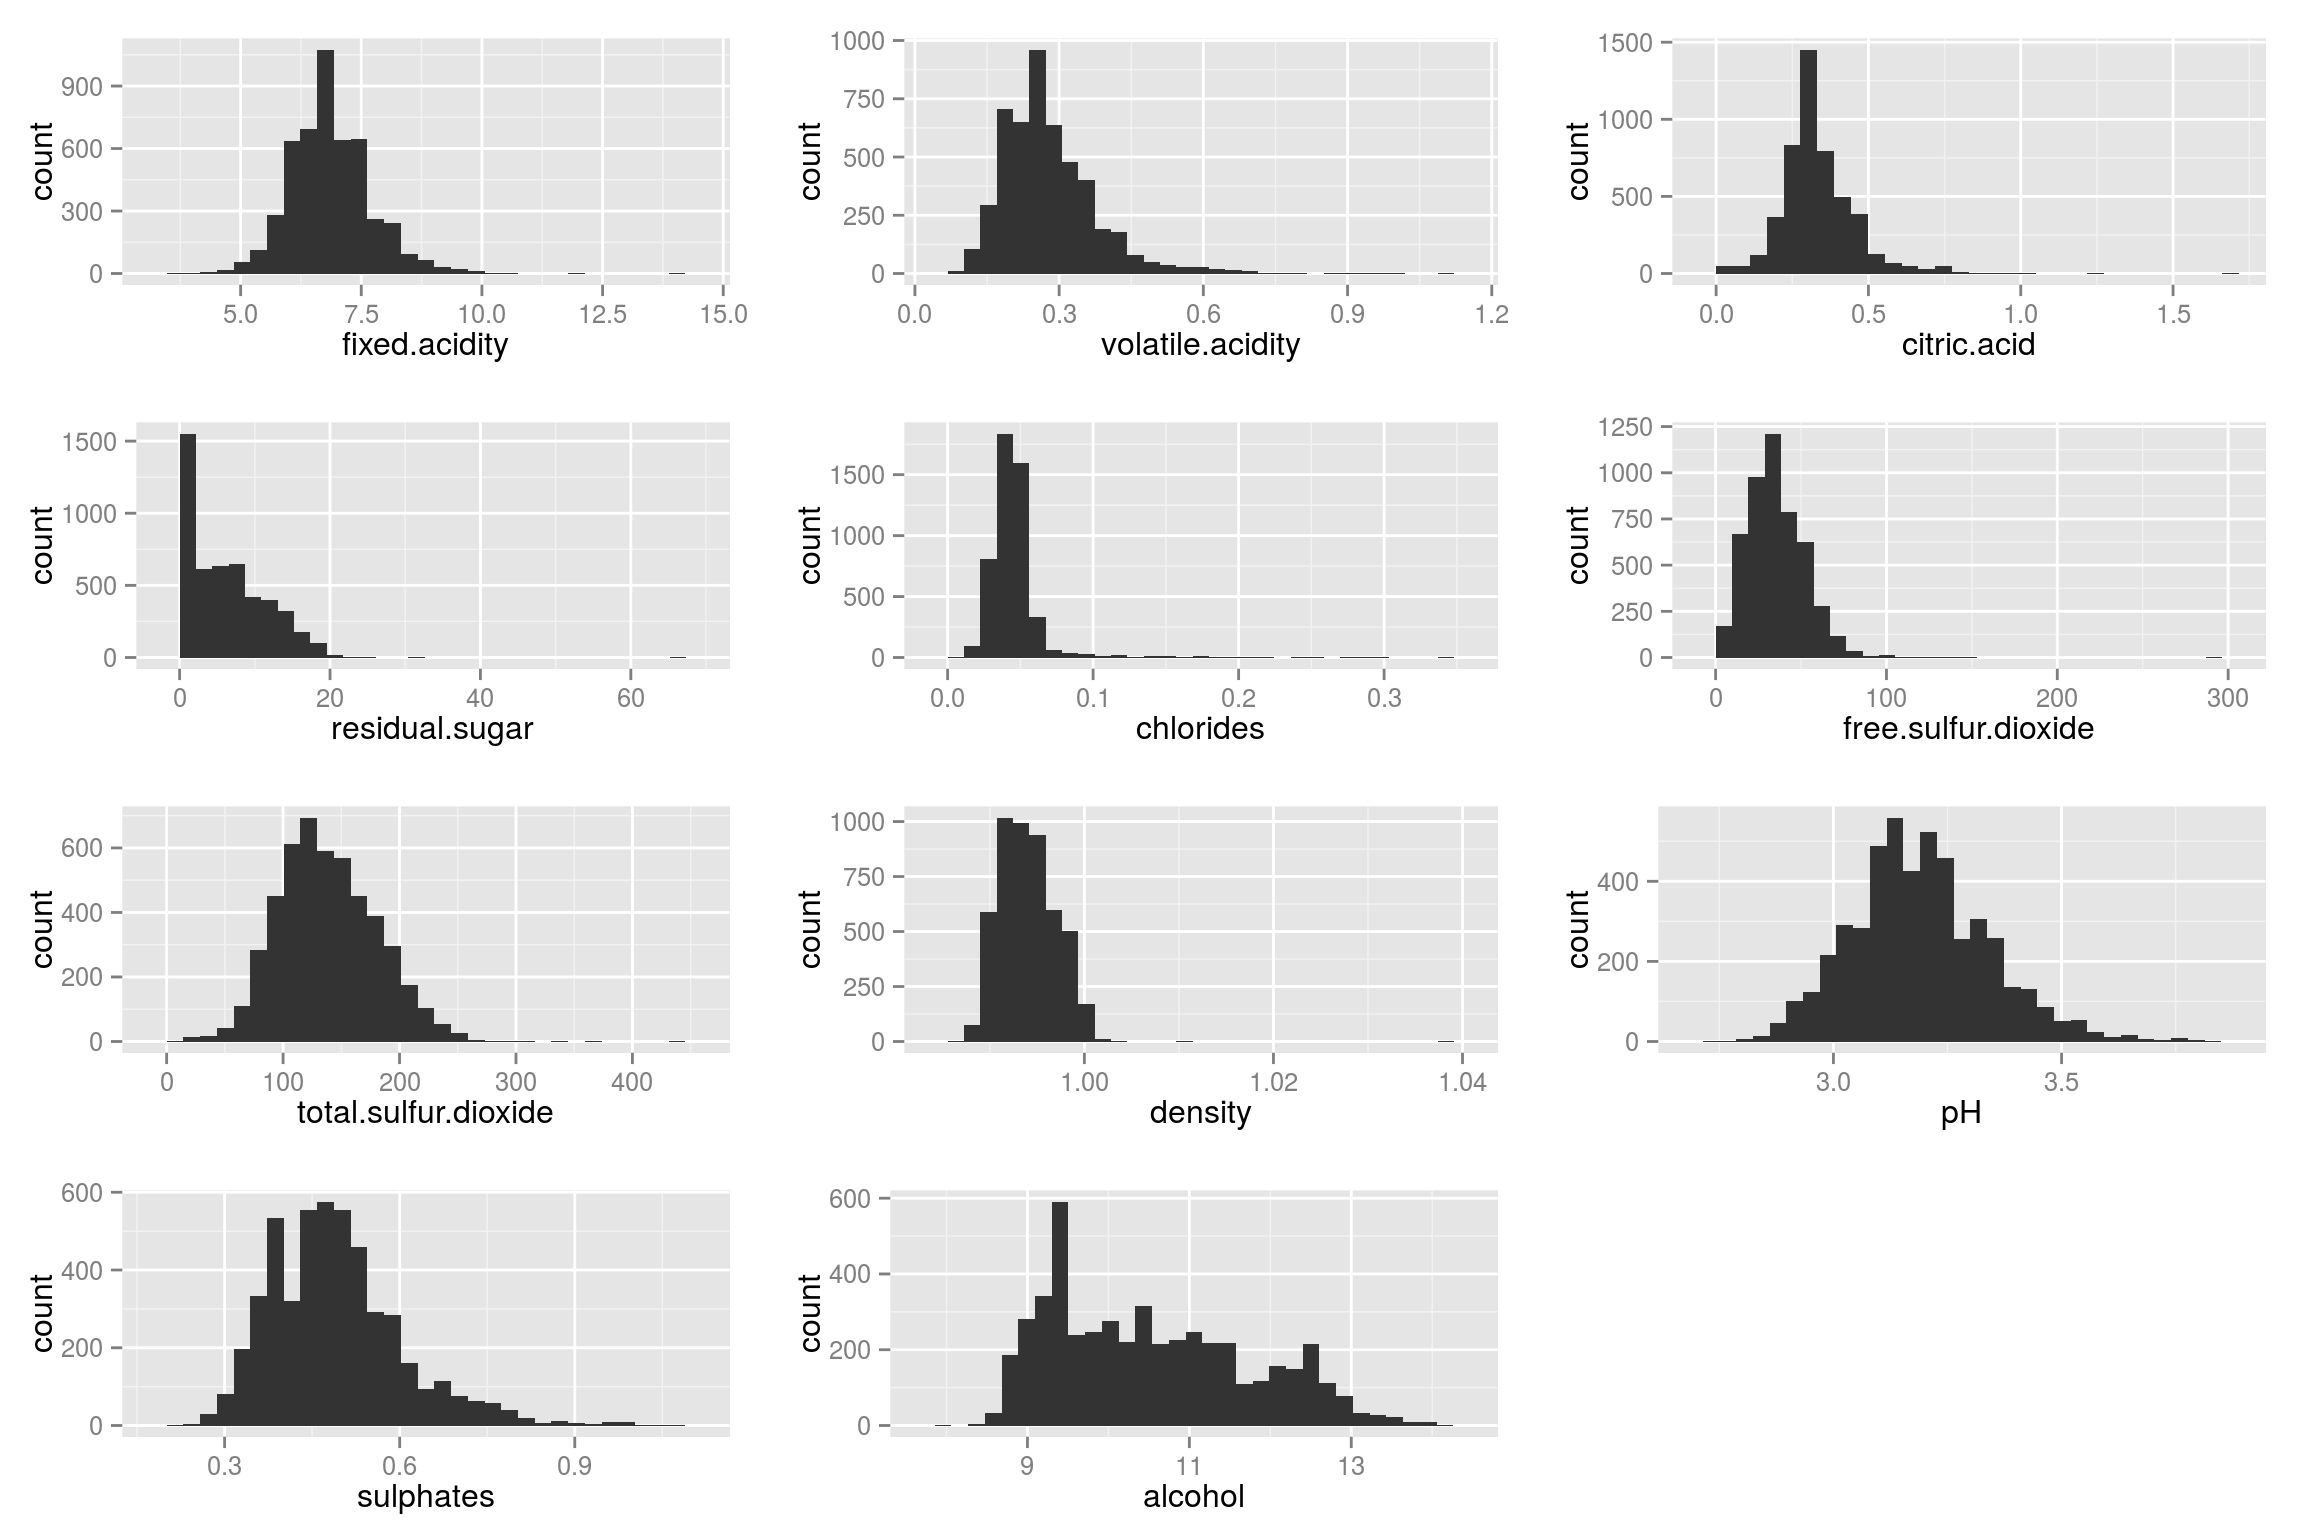 count
900
600
300
0
5.0 7.5 10.0 12.5 15.0
fixed.acidity
count
1000
750
500
250
0
0.0 0.3 0.6 0.9 1.2
volatile.acidity
count
1500
1000
500
0
0.0 0.5 1.0 1.5
citric.acid
count
1500
1000
500
0
0 20 40 60
residual.sugar
count
1500
1000
500
0
0.0 0.1 0.2 0.3
chlorides
count
1250
1000
750
500
250
0
0 100 200 300
free.sulfur.dioxide
count
600
400
200
0
0 100 200 300 400
total.sulfur.dioxide
count
1000
750
500
250
0
1.00 1.02 1.04
density
count
400
200
0
3.0 3.5
pH
count
600
400
200
0
0.3 0.6 0.9
sulphates
count
600
400
200
0
9 11 13
alcohol